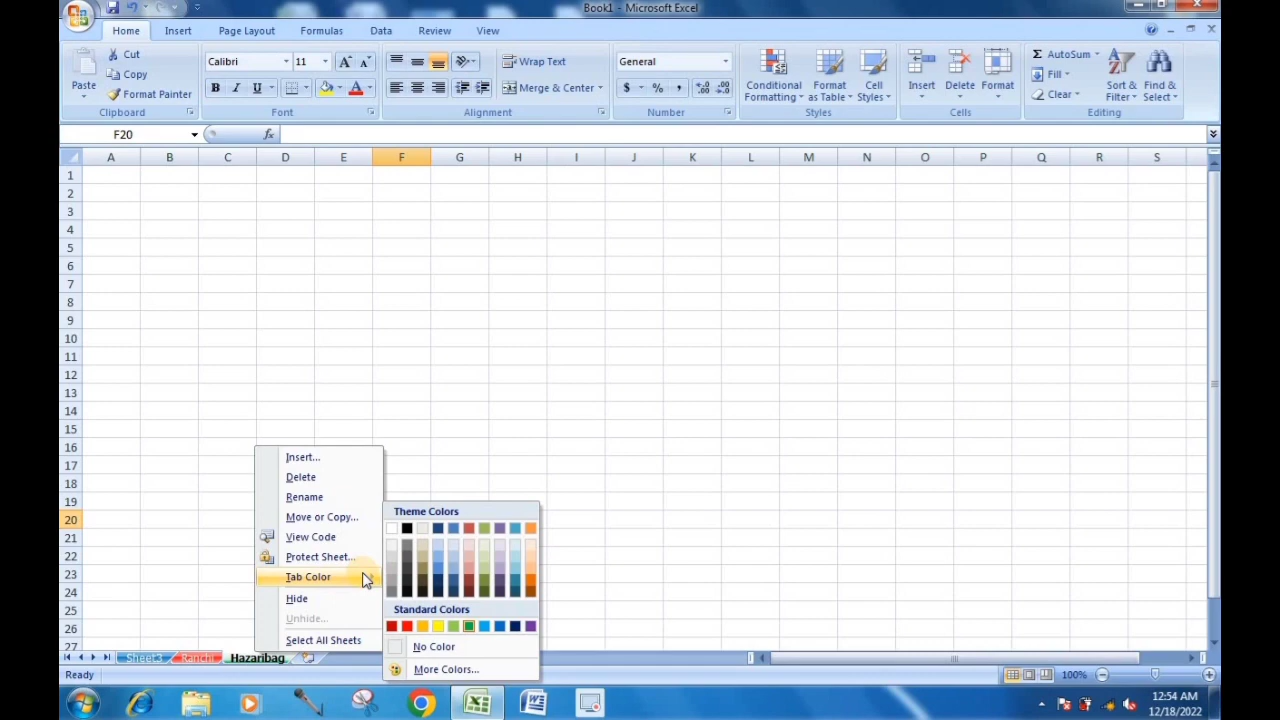 Book1 - Microsoft Excel
Home Insert Page Layout Formulas Data Review View
Cut
Copy
Format Painter
Paste
Clipboard
Calibri 11
B I U
Font
Wrap Text
Merge & Center
Alignment
General
$ % ,
Number
Conditional Formatting
Format as Table
Cell Styles
Styles
Insert Delete Format
Cells
Σ AutoSum
Fill
Clear
Sort & Filter
Find & Select
Editing
F20 fx
A B C D E F G H I J K L M N O P Q R S
1
2
3
4
5
6
7
8
9
10
11
12
13
14
15
16
17
18
19
20
21
22
23
24
25
26
27
Insert...
Delete
Rename
Move or Copy...
View Code
Protect Sheet...
Tab Color
Hide
Unhide...
Select All Sheets
Theme Colors
Standard Colors
No Color
More Colors...
Sheet3 Ranchi Hazaribag
Ready 100%
12:54 AM
12/18/2022